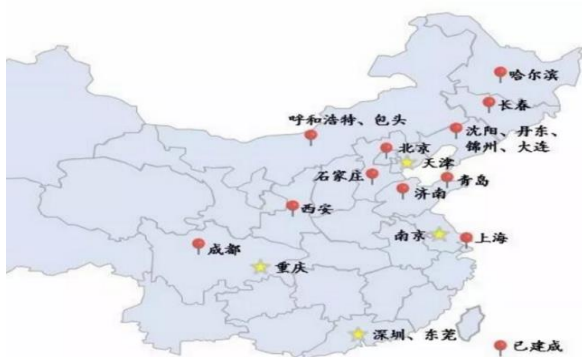 哈尔滨
长春
呼和浩特、包头
沈阳、丹东、
锦州、大连
北京
天津
石家庄
青岛
济南
西安
南京
上海
成都
重庆
深圳、东莞
已建成